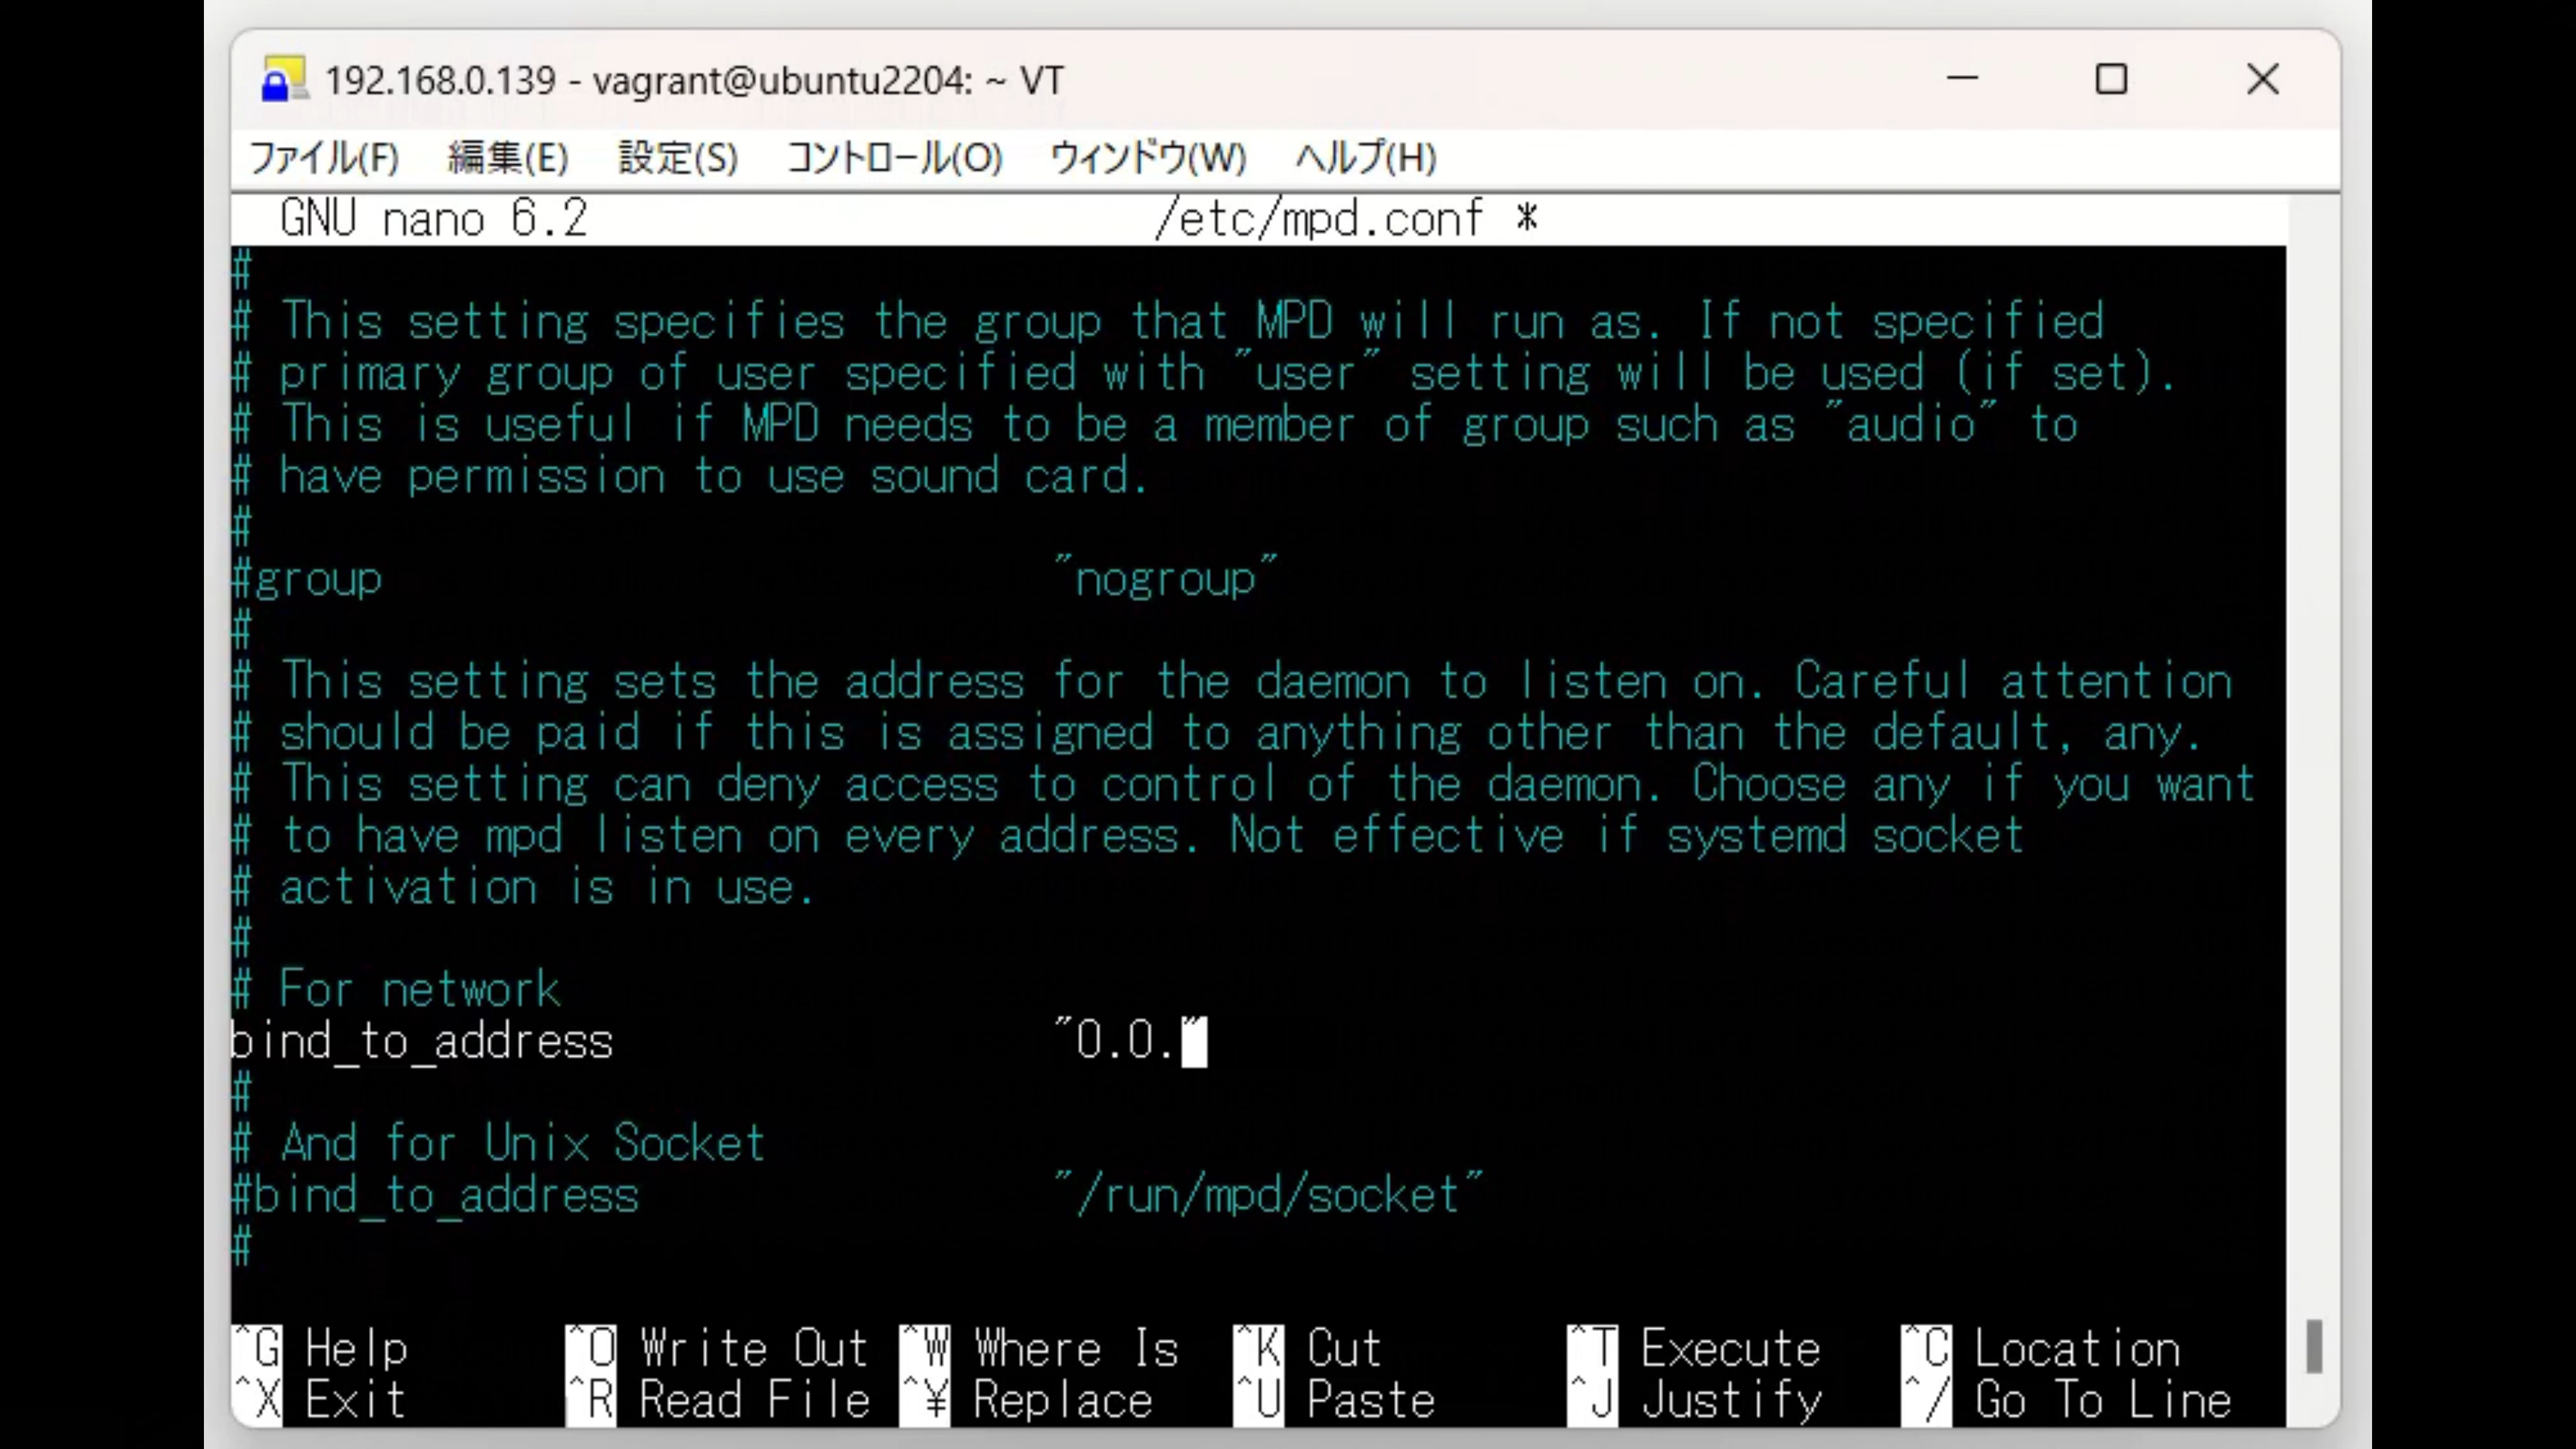 192.168.0.139 - vagrant@ubuntu2204: ~ VT
ファイル(F) 編集(E) 設定(S) コントロール(O) ウィンドウ(W) ヘルプ(H)
GNU nano 6.2 /etc/mpd.conf *
#
# This setting specifies the group that MPD will run as. If not specified
# primary group of user specified with "user" setting will be used (if set).
# This is useful if MPD needs to be a member of group such as "audio" to
# have permission to use sound card.
#
#group "nogroup"
#
# This setting sets the address for the daemon to listen on. Careful attention
# should be paid if this is assigned to anything other than the default, any.
# This setting can deny access to control of the daemon. Choose any if you want
# to have mpd listen on every address. Not effective if systemd socket
# activation is in use.
#
# For network
bind_to_address "0.0."
#
# And for Unix Socket
#bind_to_address "/run/mpd/socket"
#
^G Help ^O Write Out ^W Where Is ^K Cut ^T Execute ^C Location
^X Exit ^R Read File ^¥ Replace ^U Paste ^J Justify ^/ Go To Line